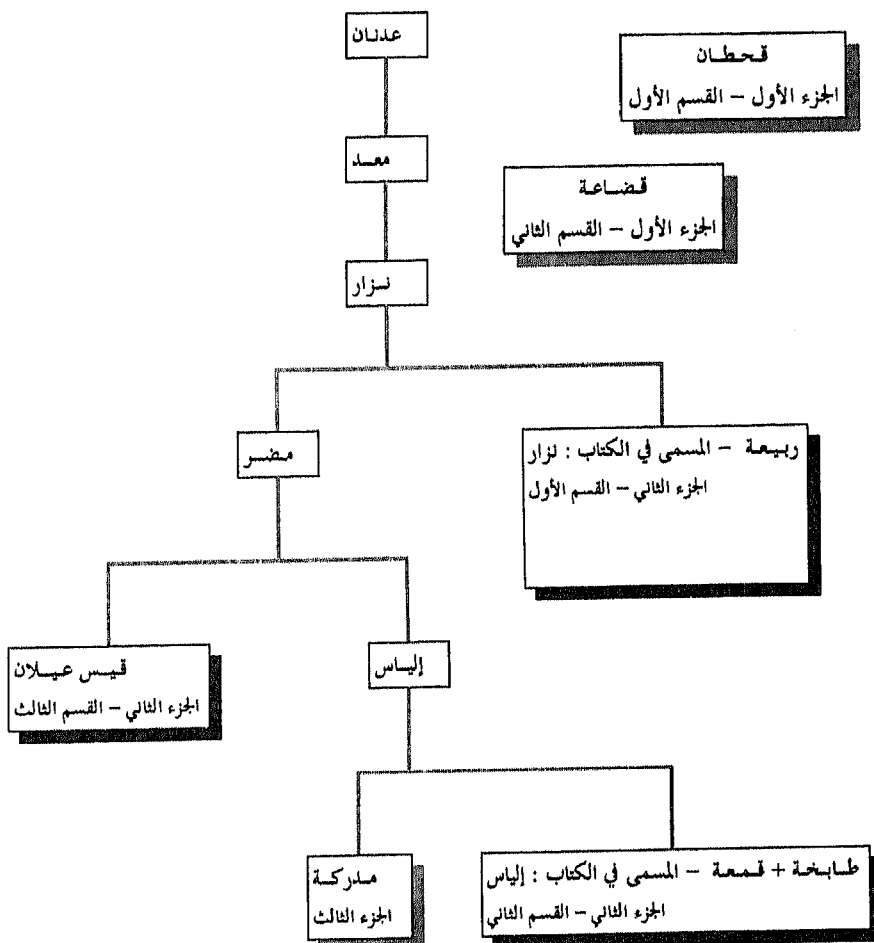 عدنان
قحطان
الجزء الأول – القسم الأول
معد
قضاعة
الجزء الأول – القسم الثاني
نزار
ربيعة – المسمى في الكتاب : نزار
الجزء الثاني – القسم الأول
مضر
إلياس
قيس عيلان
الجزء الثاني – القسم الثالث
طابخة + قمعة – المسمى في الكتاب : إلياس
الجزء الثاني – القسم الثاني
مدركة
الجزء الثالث